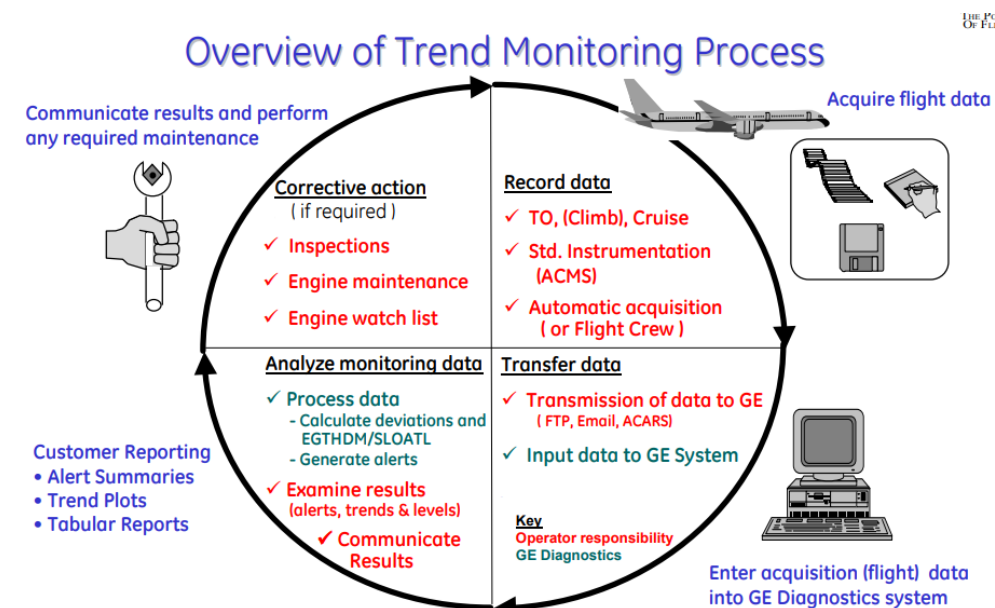 THE PO
OF FLI
Overview of Trend Monitoring Process
Communicate results and perform
any required maintenance
Acquire flight data
Corrective action
( if required )
✓ Inspections
✓ Engine maintenance
✓ Engine watch list
Record data
✓ TO, (Climb), Cruise
✓ Std. Instrumentation
(ACMS)
✓ Automatic acquisition
( or Flight Crew )
Analyze monitoring data
✓ Process data
- Calculate deviations and
EGTHDM/SLOATL
- Generate alerts
✓ Examine results
(alerts, trends & levels)
✓ Communicate
Results
Transfer data
✓ Transmission of data to GE
( FTP, Email, ACARS)
✓ Input data to GE System
Key
Operator responsibility
GE Diagnostics
Customer Reporting
• Alert Summaries
• Trend Plots
• Tabular Reports
Enter acquisition (flight) data
into GE Diagnostics system